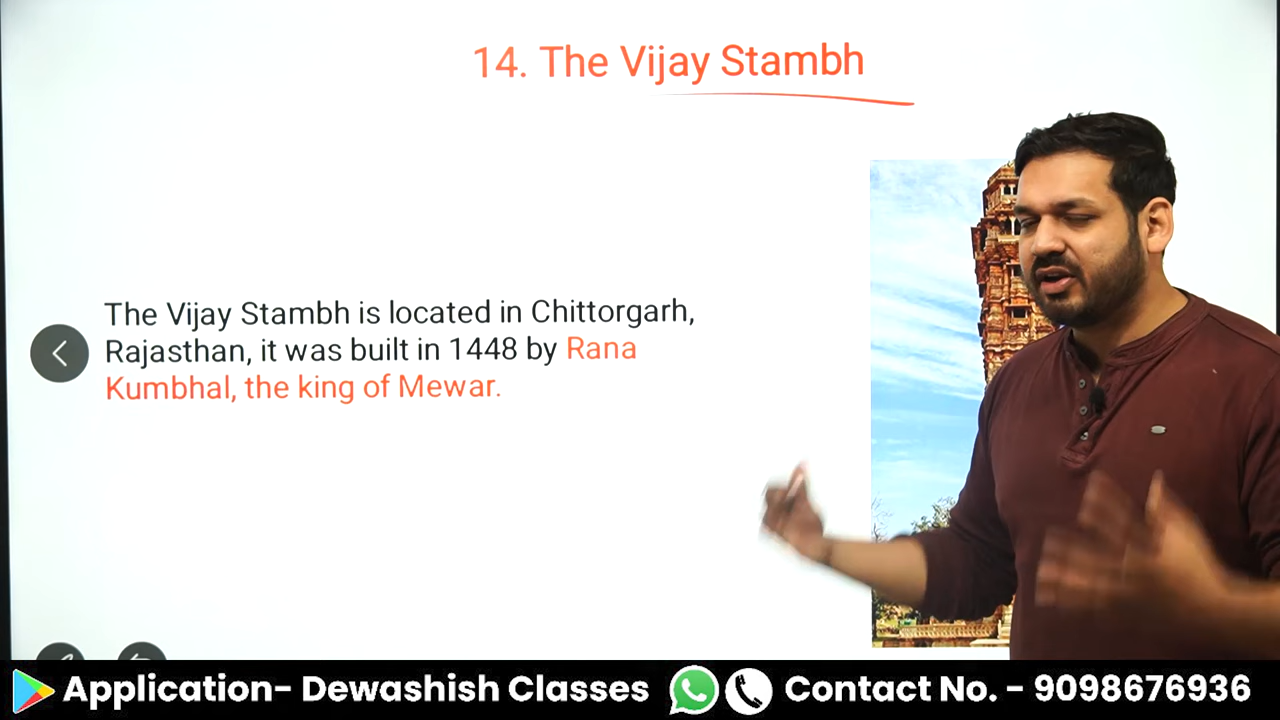 14. The Vijay Stambh
The Vijay Stambh is located in Chittorgarh,
Rajasthan, it was built in 1448 by Rana
Kumbhal, the king of Mewar.
Application- Dewashish Classes
Contact No. - 9098676936